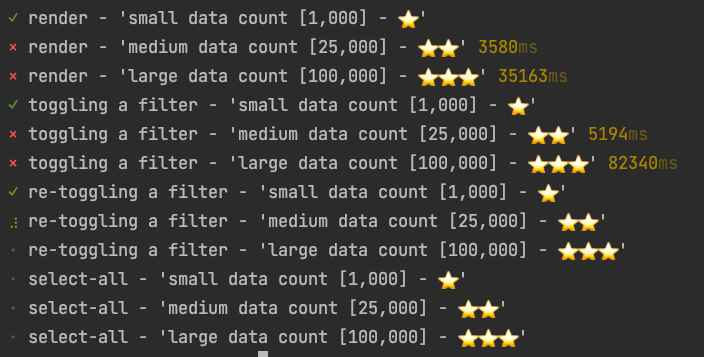 ✓ render - 'small data count [1,000] - ⭐'
× render - 'medium data count [25,000] - ⭐⭐' 3580ms
× render - 'large data count [100,000] - ⭐⭐⭐' 35163ms
✓ toggling a filter - 'small data count [1,000] - ⭐'
× toggling a filter - 'medium data count [25,000] - ⭐⭐' 5194ms
× toggling a filter - 'large data count [100,000] - ⭐⭐⭐' 82340ms
✓ re-toggling a filter - 'small data count [1,000] - ⭐'
⠼ re-toggling a filter - 'medium data count [25,000] - ⭐⭐'
· re-toggling a filter - 'large data count [100,000] - ⭐⭐⭐'
· select-all - 'small data count [1,000] - ⭐'
· select-all - 'medium data count [25,000] - ⭐⭐'
· select-all - 'large data count [100,000] - ⭐⭐⭐'